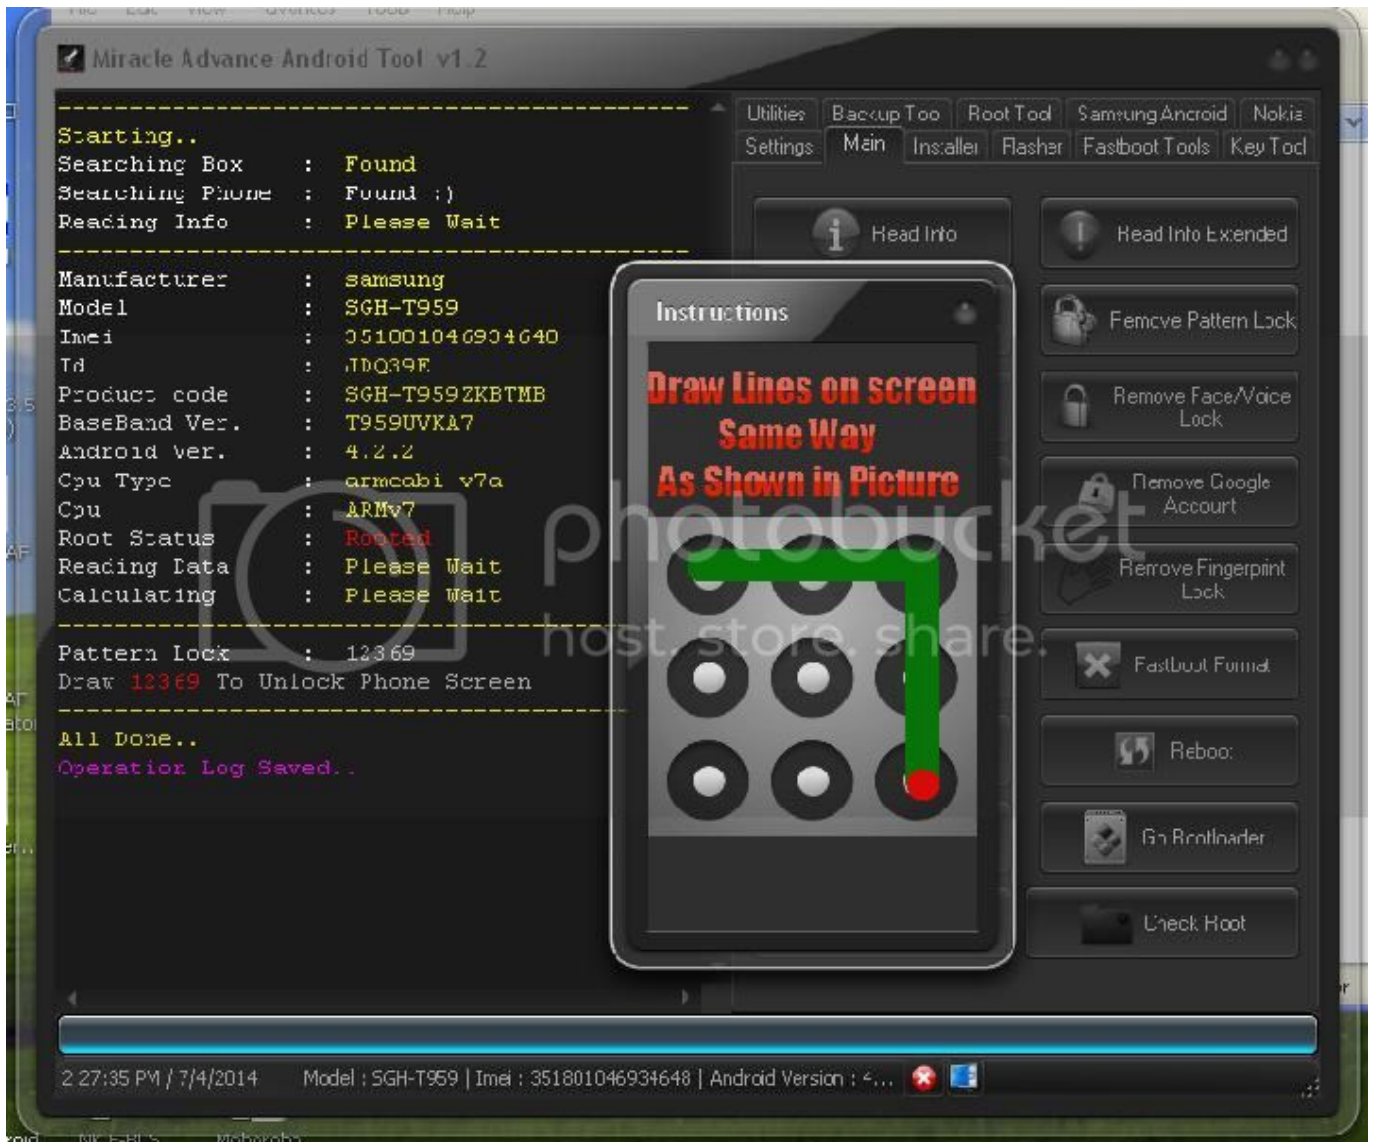 File Edit View Advanced Tools Help
Miracle Advance Android Tool v1.2
Starting..
Searching Box : Found
Searching Phone : Found :)
Reading Info : Please Wait
Manufacturer : samsung
Model : SGH-T959
Imei :
Id : JDQ39E
Product code : SGH-T959ZKBTMB
BaseBand Ver. : T959UVKA7
Android Ver. : 4.2.2
Cpu Type : armeabi v7a
Cpu : ARMv7
Root Status : Rooted
Reading Data : Please Wait
Calculating : Please Wait
Pattern Lock : 12369
Draw 12369 To Unlock Phone Screen
All Done..
Operation Log Saved..
Utilities Backup Too Root Tool Samsung Android Nokia
Settings Main Installer Flasher Fastboot Tools Key Tool
Read Info
Read Info Extended
Remove Pattern Lock
Remove Face/Voice
Lock
Remove Google
Account
Remove Fingerprint
Lock
Fastboot Format
Reboot
Go Bootloader
Check Root
Instructions
Draw Lines on screen
Same Way
As Shown in Picture
photobucket
host. store. share.
2:27:35 PM / 7/4/2014 Model : SGH-T959 | Imei : 351801046934648 | Android Version : 4...